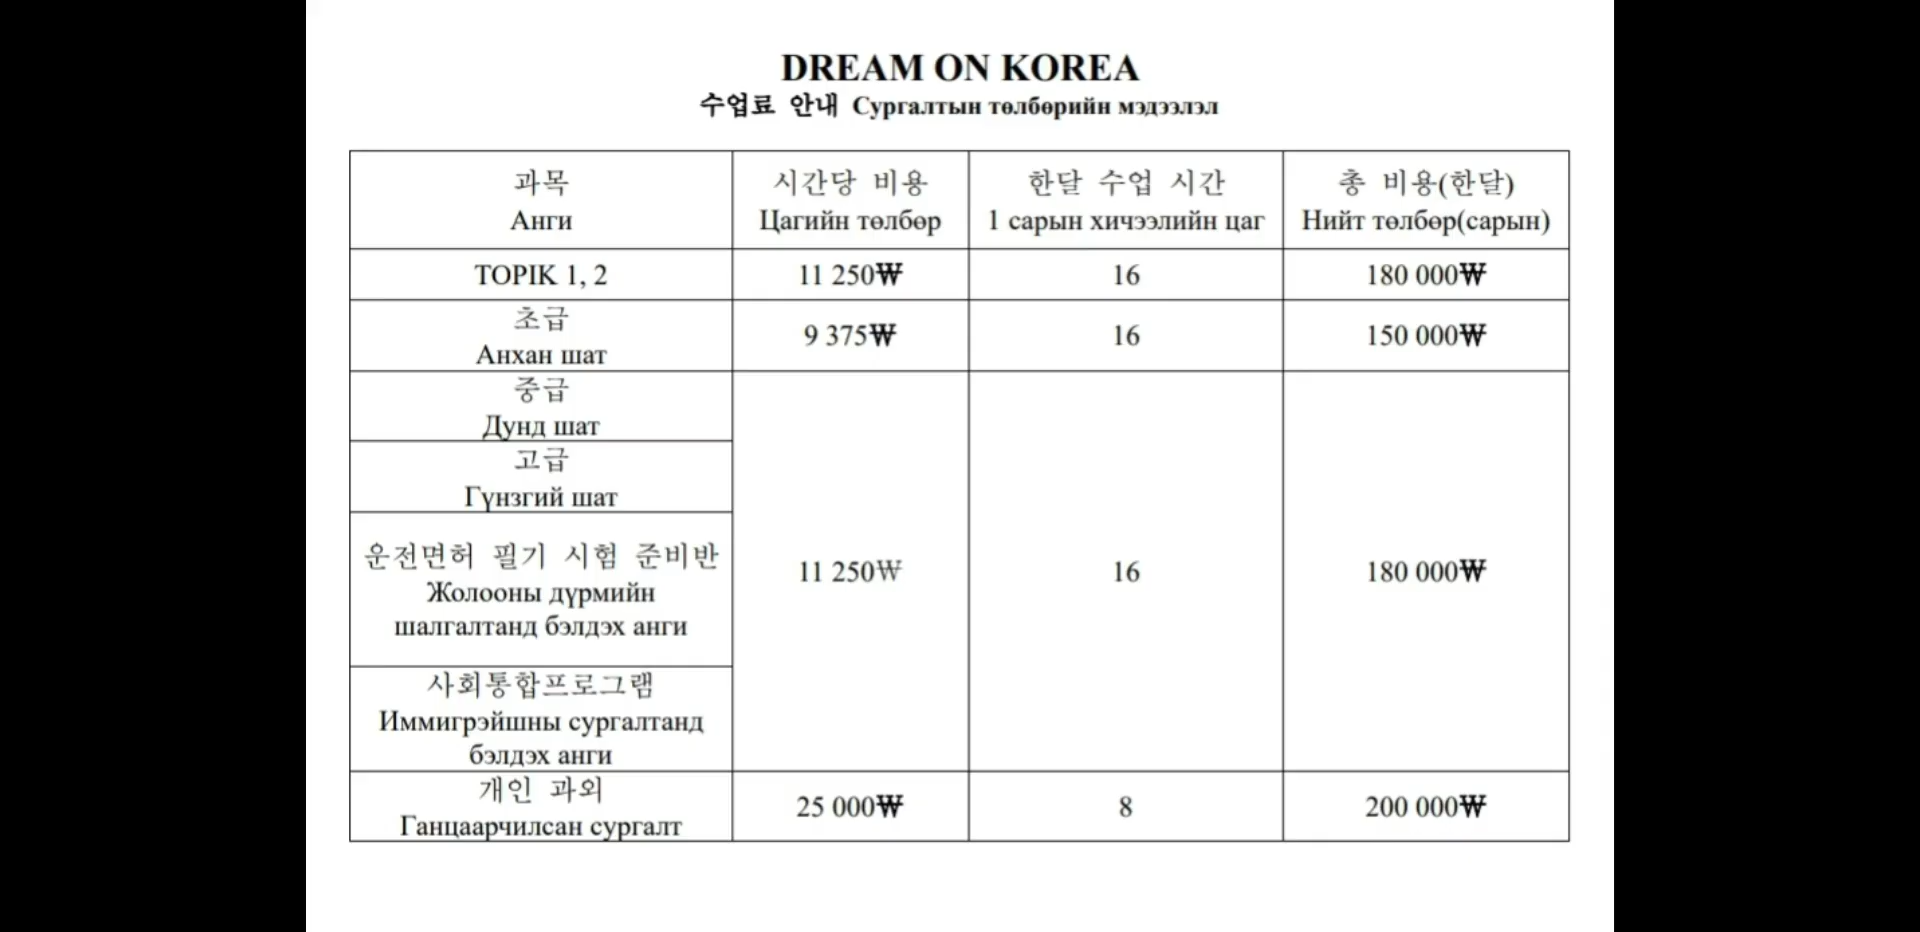 DREAM ON KOREA
수업료 안내 Сургалтын төлбөрийн мэдээлэл
과목 시간당 비용 한달 수업 시간 총 비용(한달)
Анги Цагийн төлбөр 1 сарын хичээлийн цаг Нийт төлбөр(сарын)
TOPIK 1, 2 11 250₩ 16 180 000₩
초급
Анхан шат
9 375₩ 16 150 000₩
중급
Дунд шат
고급
Гүнзгий шат
운전면허 필기 시험 준비반
Жолооны дүрмийн
шалгалтанд бэлдэх анги
사회통합프로그램
Иммигрэйшны сургалтанд
бэлдэх анги
11 250₩ 16 180 000₩
개인 과외
Ганцаарчилсан сургалт
25 000₩ 8 200 000₩